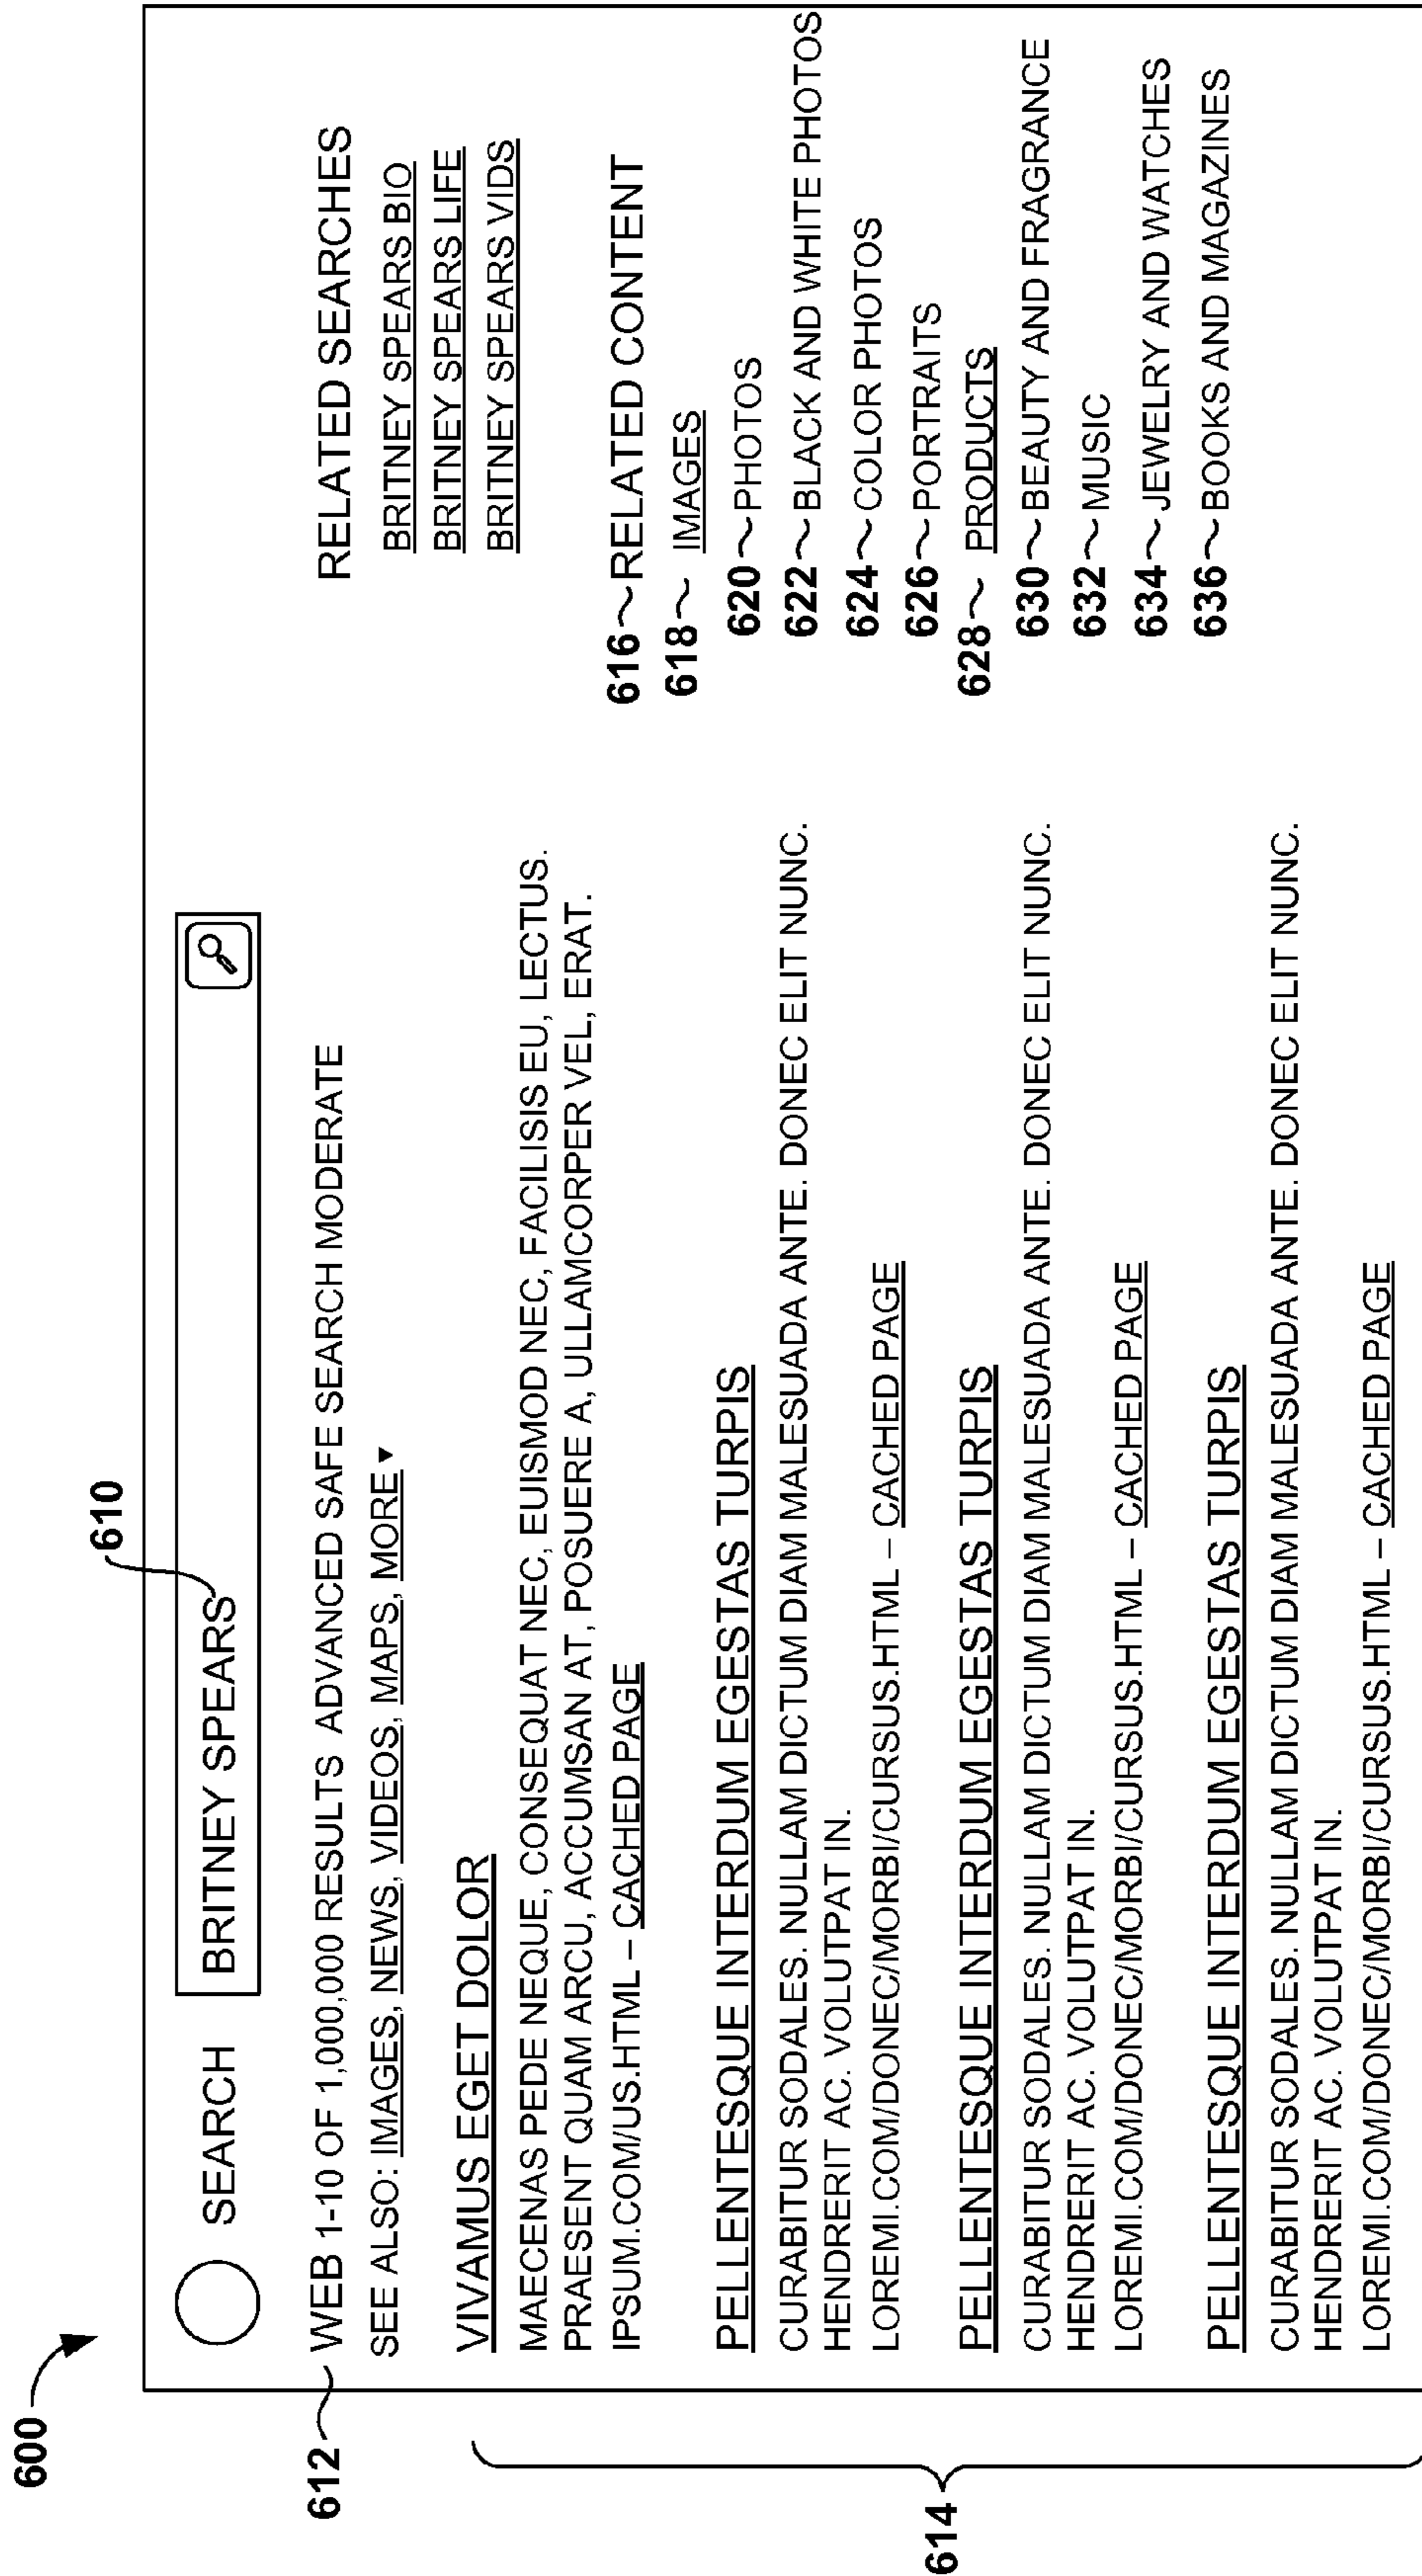 600
610
SEARCH BRITNEY SPEARS
612 WEB 1-10 OF 1,000,000 RESULTS ADVANCED SAFE SEARCH MODERATE
SEE ALSO: IMAGES, NEWS, VIDEOS, MAPS, MORE ▼
614
VIVAMUS EGET DOLOR
MAECENAS PEDE NEQUE, CONSEQUAT NEC, EUISMOD NEC, FACILISIS EU, LECTUS.
PRAESENT QUAM ARCU, ACCUMSAN AT, POSUERE A, ULLAMCORPER VEL, ERAT.
IPSUM.COM/US.HTML – CACHED PAGE
PELLENTESQUE INTERDUM EGESTAS TURPIS
CURABITUR SODALES. NULLAM DICTUM DIAM MALESUADA ANTE. DONEC ELIT NUNC.
HENDRERIT AC. VOLUTPAT IN.
LOREMI.COM/DONEC/MORBI/CURSUS.HTML – CACHED PAGE
PELLENTESQUE INTERDUM EGESTAS TURPIS
CURABITUR SODALES. NULLAM DICTUM DIAM MALESUADA ANTE. DONEC ELIT NUNC.
HENDRERIT AC. VOLUTPAT IN.
LOREMI.COM/DONEC/MORBI/CURSUS.HTML – CACHED PAGE
PELLENTESQUE INTERDUM EGESTAS TURPIS
CURABITUR SODALES. NULLAM DICTUM DIAM MALESUADA ANTE. DONEC ELIT NUNC.
HENDRERIT AC. VOLUTPAT IN.
LOREMI.COM/DONEC/MORBI/CURSUS.HTML – CACHED PAGE
RELATED SEARCHES
BRITNEY SPEARS BIO
BRITNEY SPEARS LIFE
BRITNEY SPEARS VIDS
616 RELATED CONTENT
618 IMAGES
620 PHOTOS
622 BLACK AND WHITE PHOTOS
624 COLOR PHOTOS
626 PORTRAITS
628 PRODUCTS
630 BEAUTY AND FRAGRANCE
632 MUSIC
634 JEWELRY AND WATCHES
636 BOOKS AND MAGAZINES